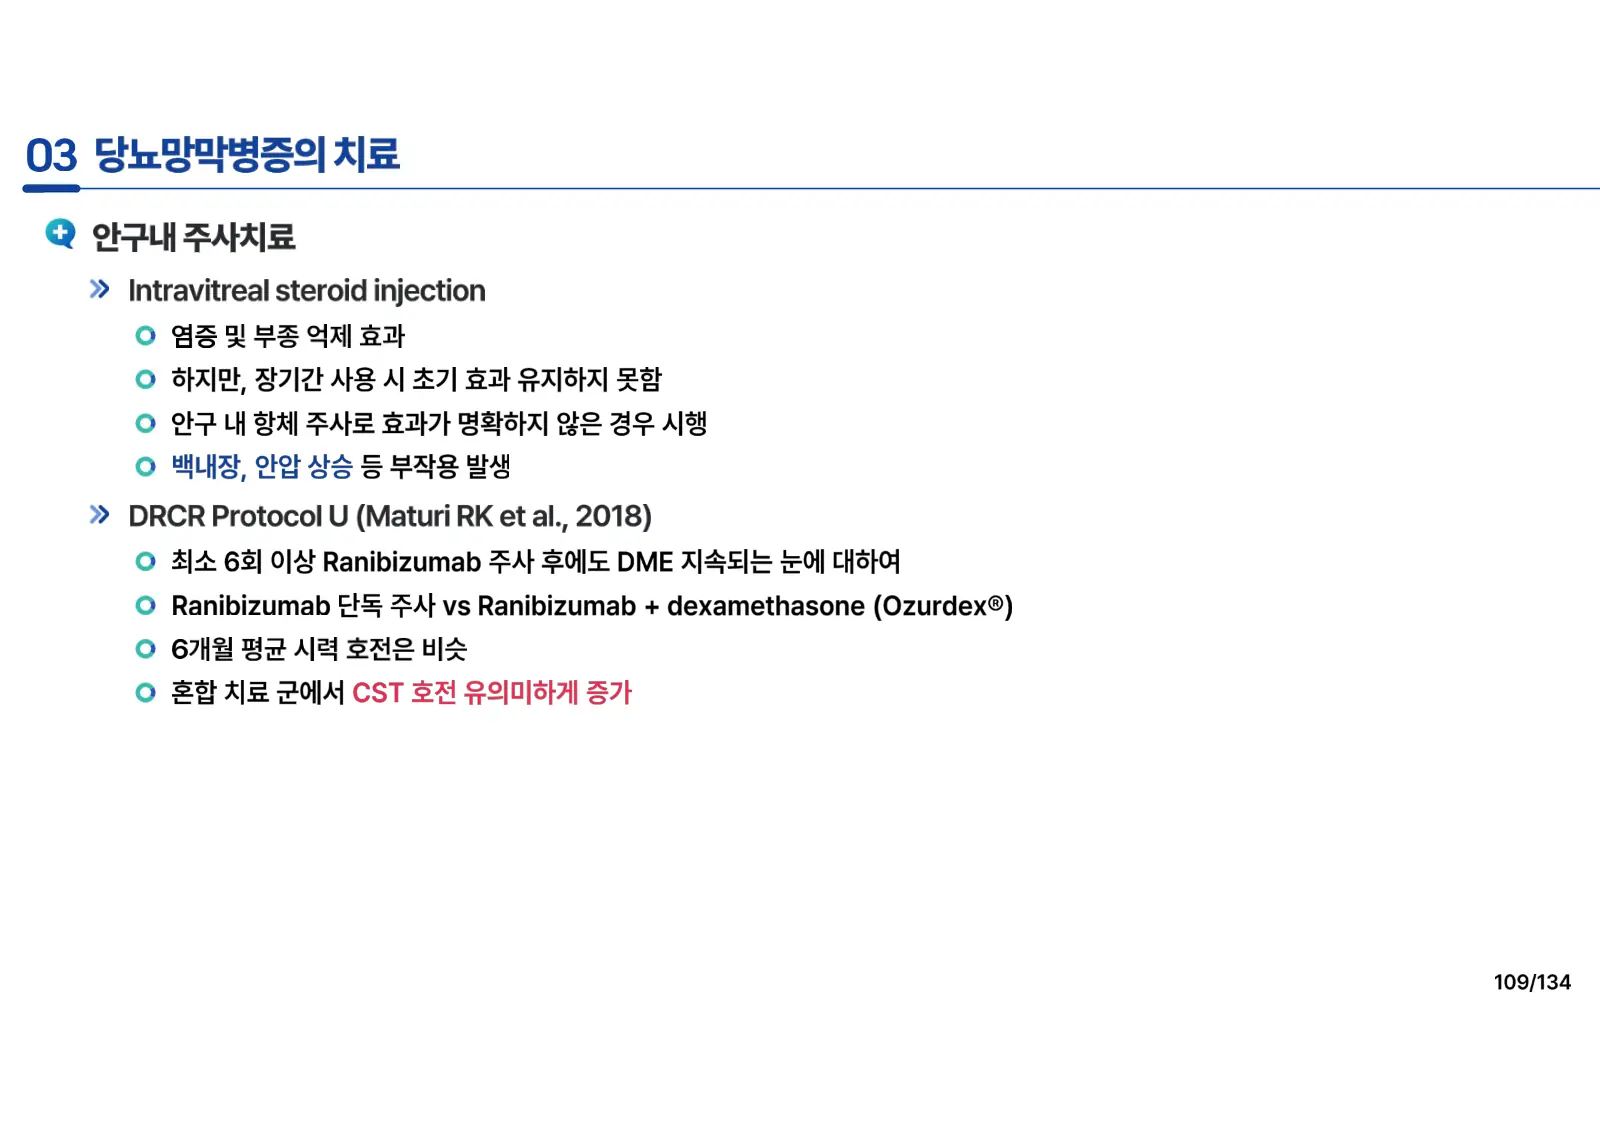 03 당뇨망막병증의 치료
안구내 주사치료
Intravitreal steroid injection
염증 및 부종 억제 효과
하지만, 장기간 사용 시 초기 효과 유지하지 못함
안구 내 항체 주사로 효과가 명확하지 않은 경우 시행
백내장, 안압 상승 등 부작용 발생
DRCR Protocol U (Maturi RK et al., 2018)
최소 6회 이상 Ranibizumab 주사 후에도 DME 지속되는 눈에 대하여
Ranibizumab 단독 주사 vs Ranibizumab + dexamethasone (Ozurdex®)
6개월 평균 시력 호전은 비슷
혼합 치료 군에서 CST 호전 유의미하게 증가
109/134